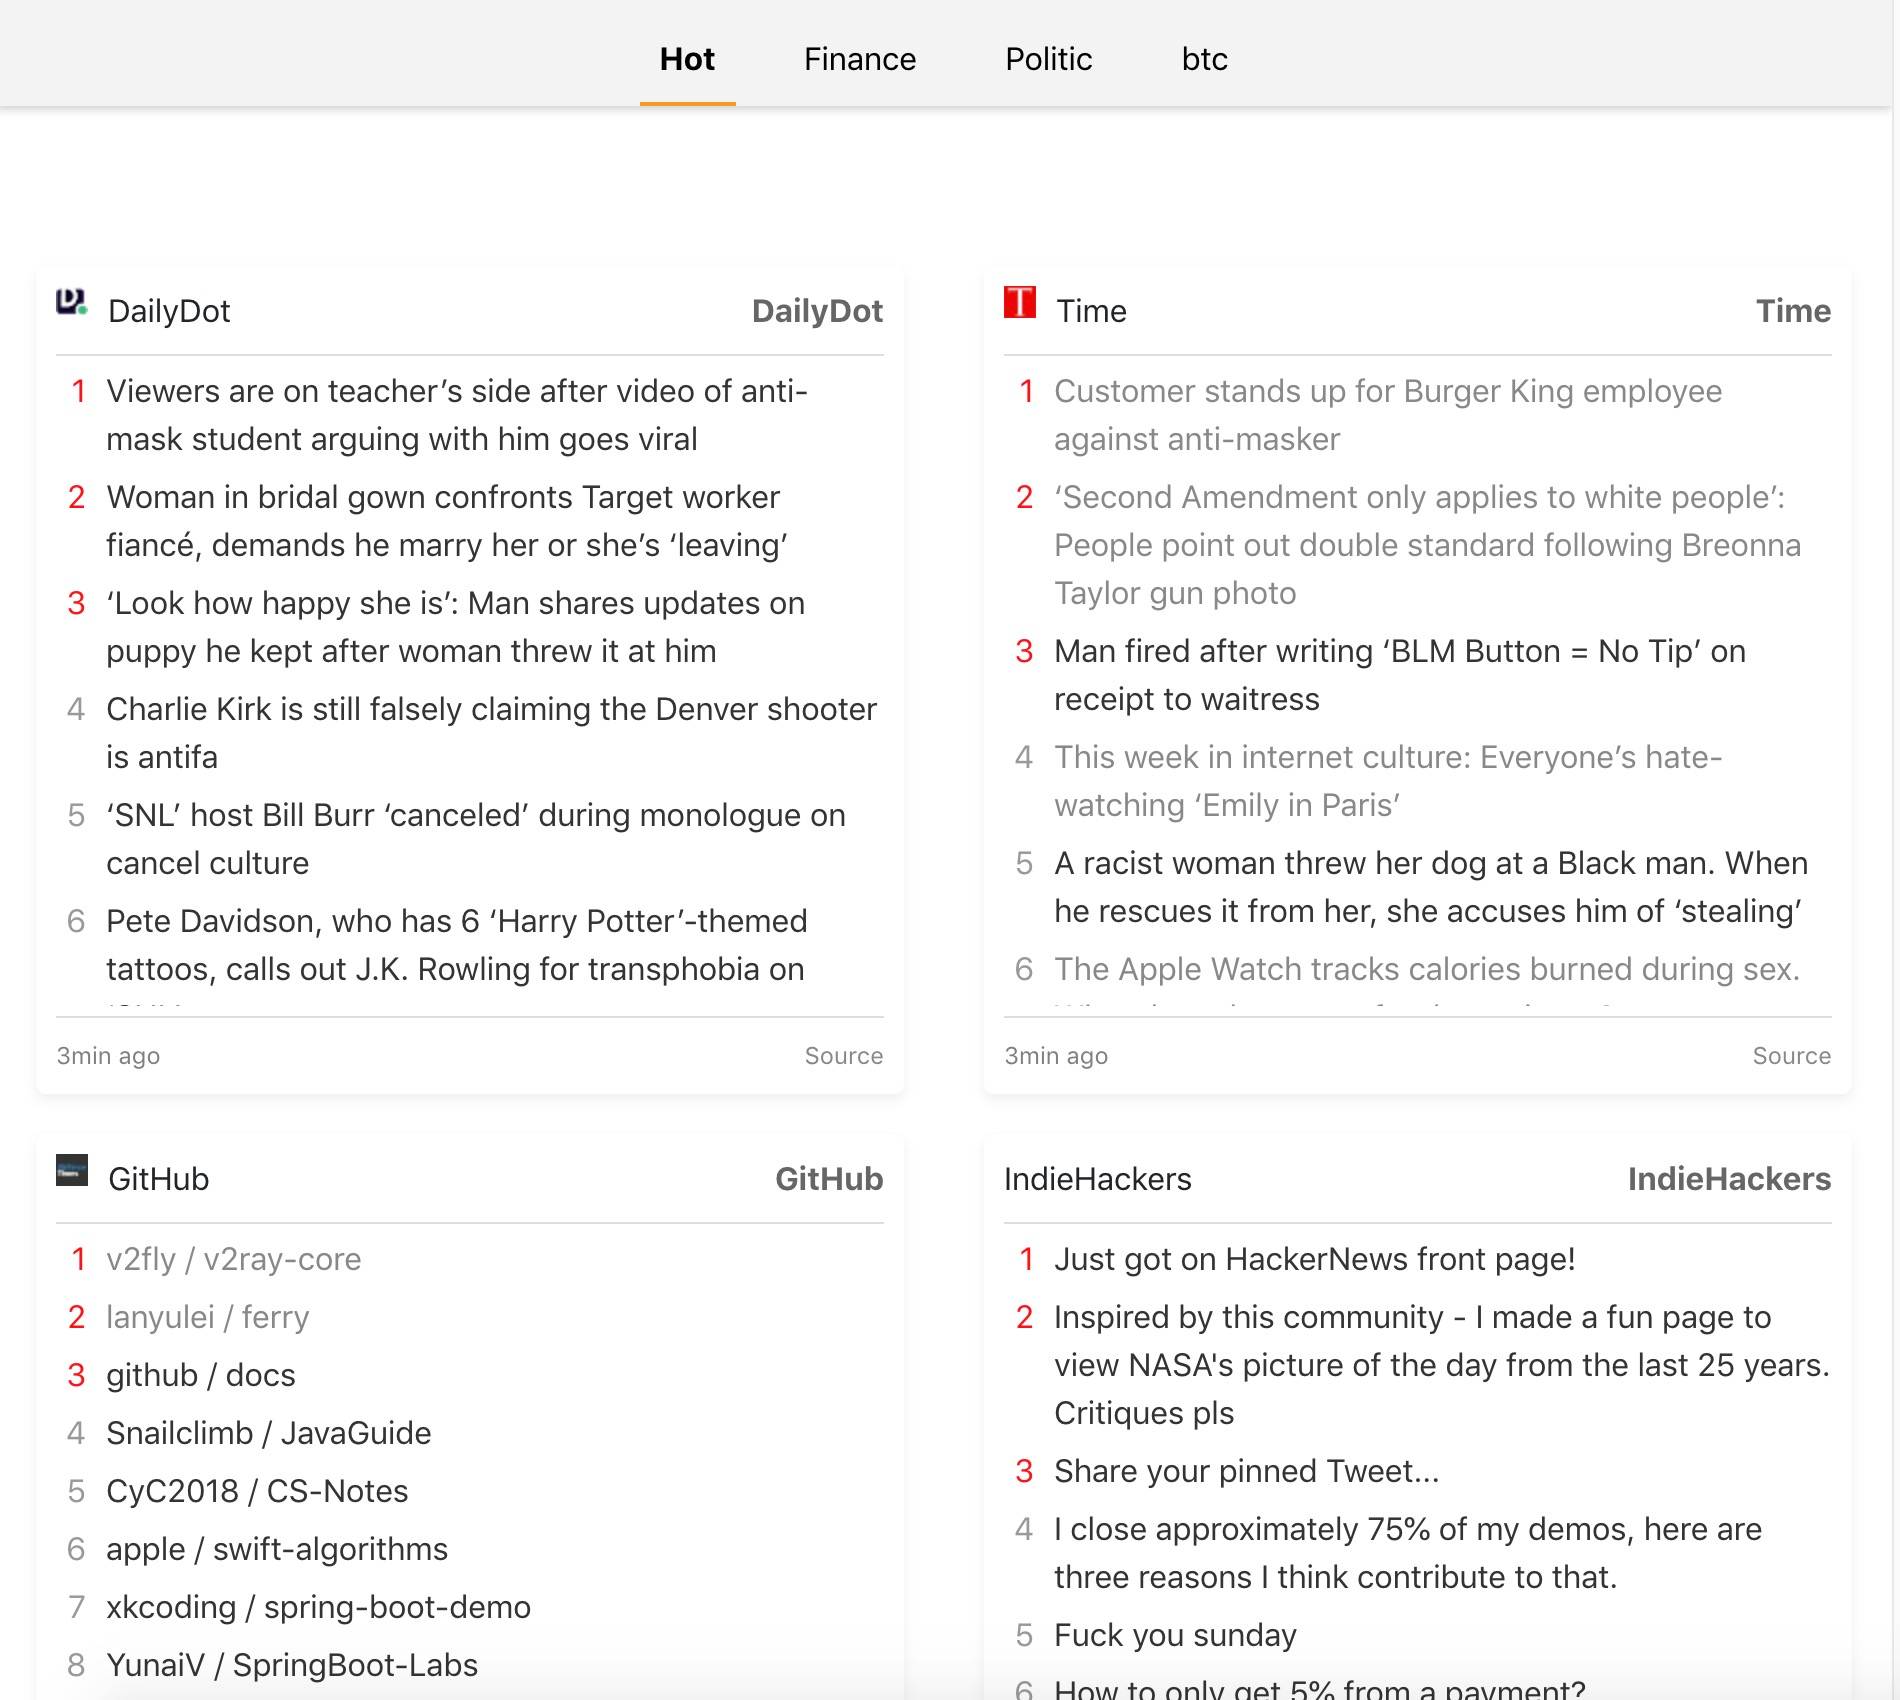 Hot Finance Politic btc
DailyDot DailyDot
1 Viewers are on teacher’s side after video of anti-
mask student arguing with him goes viral
2 Woman in bridal gown confronts Target worker
fiancé, demands he marry her or she’s ‘leaving’
3 ‘Look how happy she is’: Man shares updates on
puppy he kept after woman threw it at him
4 Charlie Kirk is still falsely claiming the Denver shooter
is antifa
5 ‘SNL’ host Bill Burr ‘canceled’ during monologue on
cancel culture
6 Pete Davidson, who has 6 ‘Harry Potter’-themed
tattoos, calls out J.K. Rowling for transphobia on
3min ago Source
Time Time
1 Customer stands up for Burger King employee
against anti-masker
2 ‘Second Amendment only applies to white people’:
People point out double standard following Breonna
Taylor gun photo
3 Man fired after writing ‘BLM Button = No Tip’ on
receipt to waitress
4 This week in internet culture: Everyone’s hate-
watching ‘Emily in Paris’
5 A racist woman threw her dog at a Black man. When
he rescues it from her, she accuses him of ‘stealing’
6 The Apple Watch tracks calories burned during sex.
3min ago Source
GitHub GitHub
1 v2fly / v2ray-core
2 lanyulei / ferry
3 github / docs
4 Snailclimb / JavaGuide
5 CyC2018 / CS-Notes
6 apple / swift-algorithms
7 xkcoding / spring-boot-demo
8 YunaiV / SpringBoot-Labs
IndieHackers IndieHackers
1 Just got on HackerNews front page!
2 Inspired by this community - I made a fun page to
view NASA's picture of the day from the last 25 years.
Critiques pls
3 Share your pinned Tweet...
4 I close approximately 75% of my demos, here are
three reasons I think contribute to that.
5 Fuck you sunday
6 How to only get 5% from a payment?